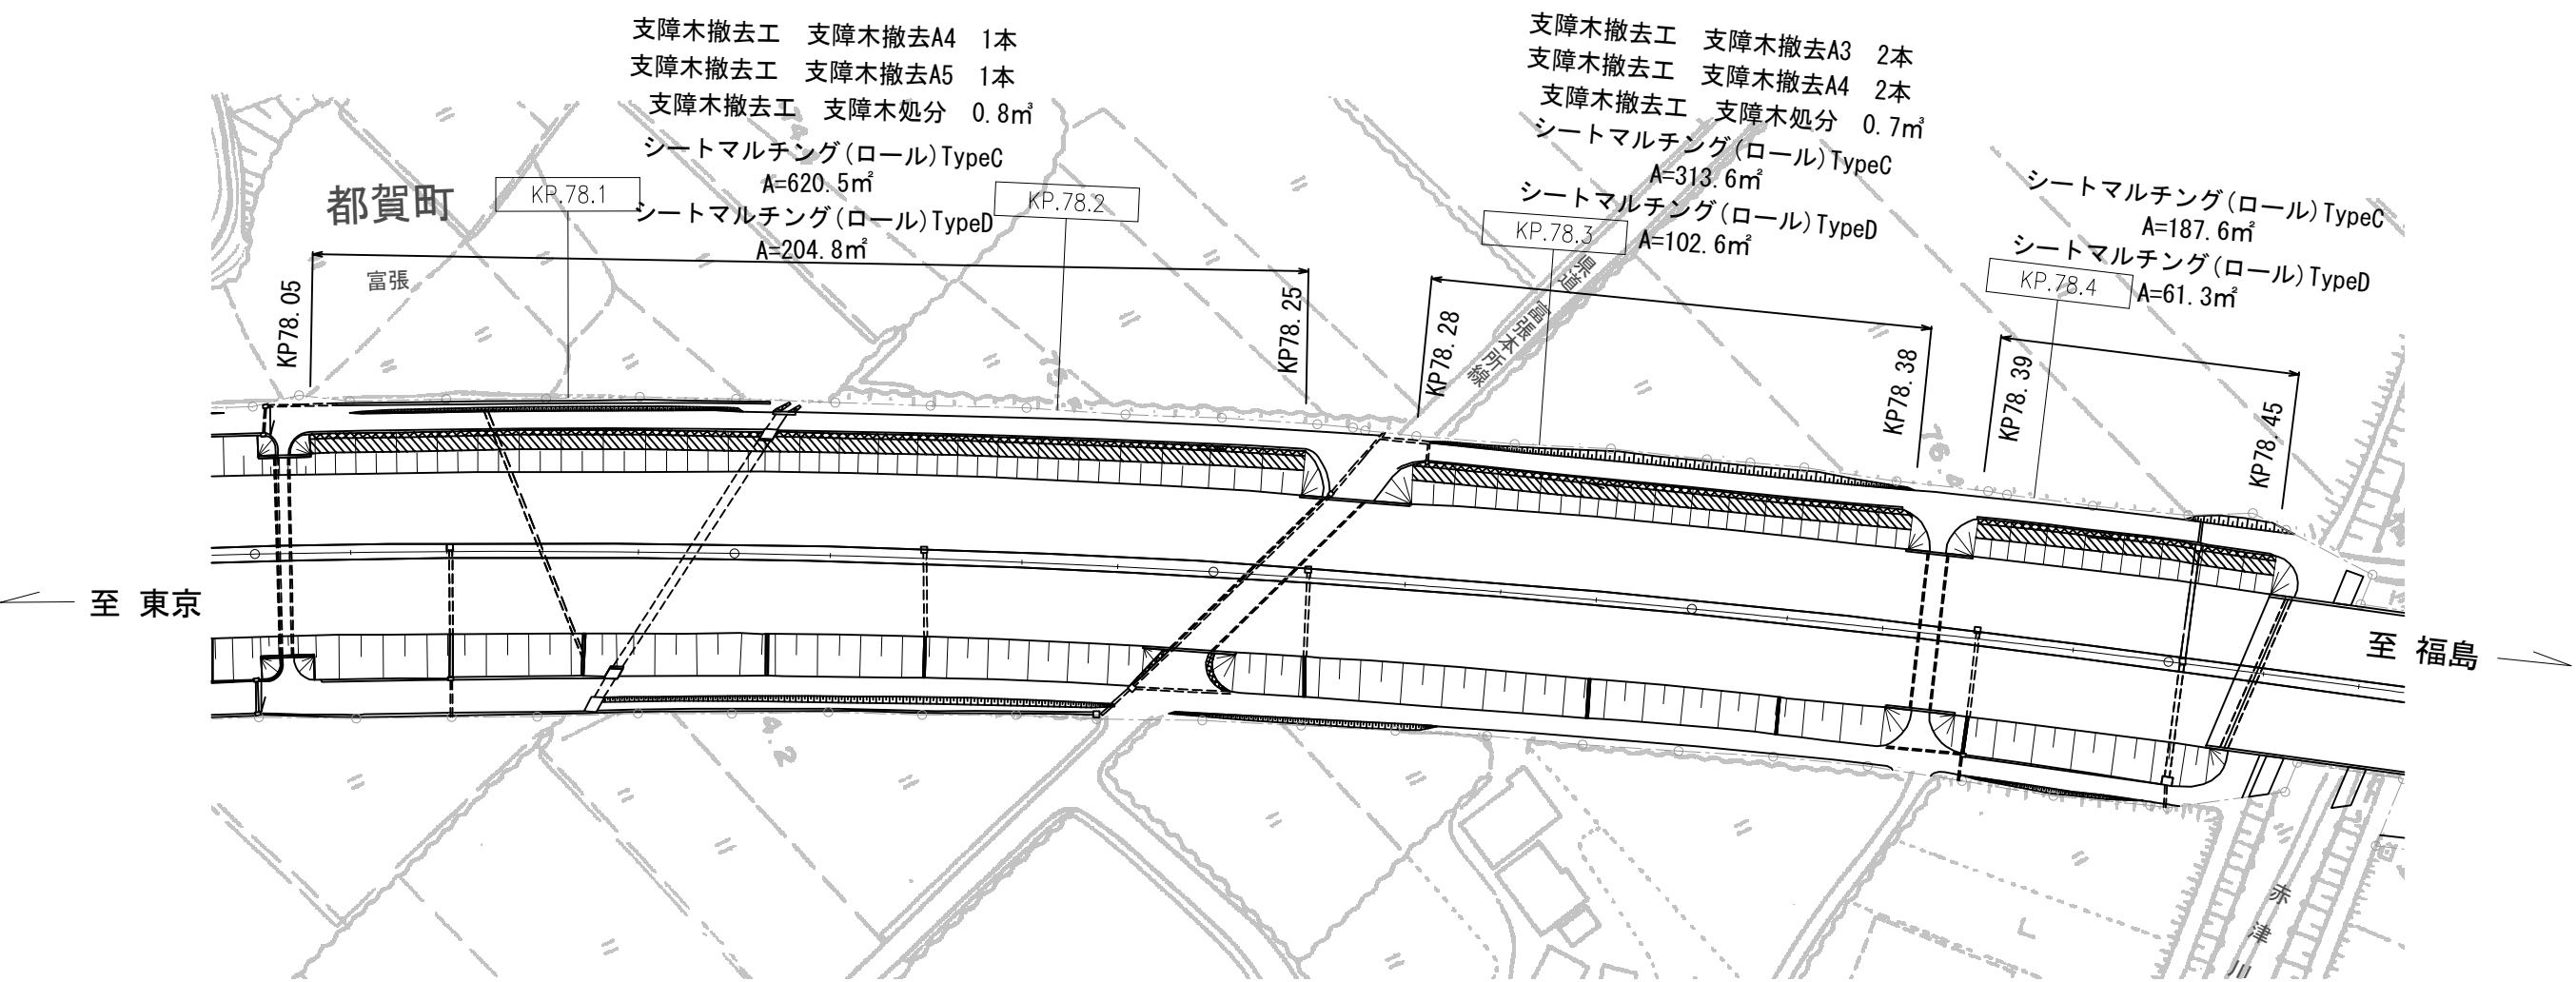 支障木撤去工　支障木撤去A4　1本
支障木撤去工　支障木撤去A5　1本
支障木撤去工　支障木処分　0.8㎥
シートマルチング(ロール)TypeC
A=620.5㎡
シートマルチング(ロール)TypeD
A=204.8㎡
支障木撤去工　支障木撤去A3　2本
支障木撤去工　支障木撤去A4　2本
支障木撤去工　支障木処分　0.7㎥
シートマルチング(ロール)TypeC
A=313.6㎡
シートマルチング(ロール)TypeD
A=102.6㎡
シートマルチング(ロール)TypeC
A=187.6㎡
シートマルチング(ロール)TypeD
A=61.3㎡
都賀町
富張
KP.78.1
KP.78.2
KP.78.3
KP.78.4
KP78.05
KP78.25
KP78.28
KP78.38
KP78.39
KP78.45
県道 富張本所線
至 東京
至 福島
4.2
赤津川